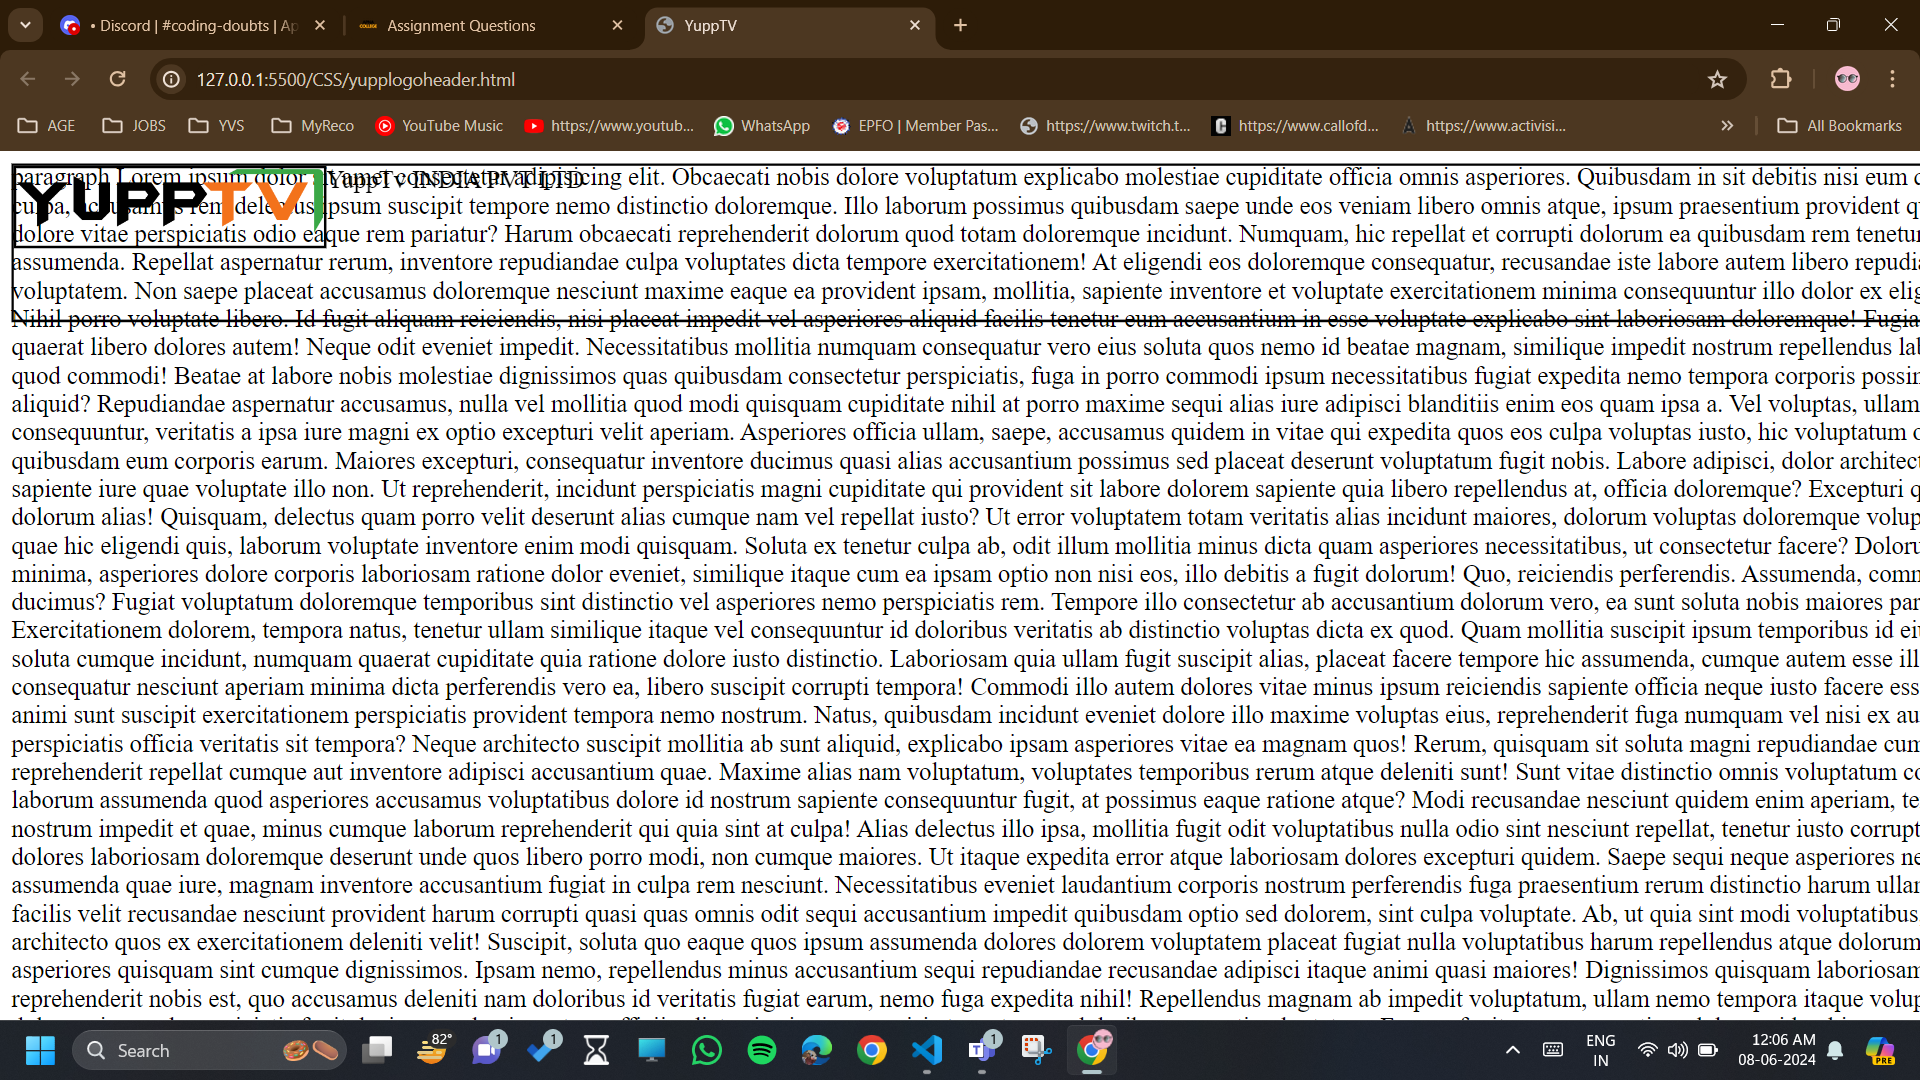 • Discord | #coding-doubts | Ap
Assignment Questions
YuppTV
127.0.0.1:5500/CSS/yupplogoheader.html
AGE
JOBS
YVS
MyReco
YouTube Music
https://www.youtub...
WhatsApp
EPFO | Member Pas...
https://www.twitch.t...
https://www.callofd...
https://www.activisi...
All Bookmarks
YUPPTV
YuppTv INDIA PVT LTD
paragraph Lorem ipsum dolor sit amet consectetur adipisicing elit. Obcaecati nobis dolore voluptatum explicabo molestiae cupiditate officia omnis asperiores. Quibusdam in sit debitis nisi eum
culpa, accusamus rem delectus ipsum suscipit tempore nemo distinctio doloremque. Illo laborum possimus quibusdam saepe unde eos veniam libero omnis atque, ipsum praesentium provident
dolore vitae perspiciatis odio eaque rem pariatur? Harum obcaecati reprehenderit dolorum quod totam doloremque incidunt. Numquam, hic repellat et corrupti dolorum ea quibusdam rem tenetur
assumenda. Repellat aspernatur rerum, inventore repudiandae culpa voluptates dicta tempore exercitationem! At eligendi eos doloremque consequatur, recusandae iste labore autem libero repudi
voluptatem. Non saepe placeat accusamus doloremque nesciunt maxime eaque ea provident ipsam, mollitia, sapiente inventore et voluptate exercitationem minima consequuntur illo dolor ex elig
Nihil porro voluptate libero. Id fugit aliquam reiciendis, nisi placeat impedit vel asperiores aliquid facilis tenetur eum accusantium in esse voluptate explicabo sint laboriosam doloremque! Fugia
quaerat libero dolores autem! Neque odit eveniet impedit. Necessitatibus mollitia numquam consequatur vero eius soluta quos nemo id beatae magnam, similique impedit nostrum repellendus lab
quod commodi! Beatae at labore nobis molestiae dignissimos quas quibusdam consectetur perspiciatis, fuga in porro commodi ipsum necessitatibus fugiat expedita nemo tempora corporis possim
aliquid? Repudiandae aspernatur accusamus, nulla vel mollitia quod modi quisquam cupiditate nihil at porro maxime sequi alias iure adipisci blanditiis enim eos quam ipsa a. Vel voluptas, ullam
consequuntur, veritatis a ipsa iure magni ex optio excepturi velit aperiam. Asperiores officia ullam, saepe, accusamus quidem in vitae qui expedita quos eos culpa voluptas iusto, hic voluptatum
quibusdam eum corporis earum. Maiores excepturi, consequatur inventore ducimus quasi alias accusantium possimus sed placeat deserunt voluptatum fugit nobis. Labore adipisci, dolor architect
sapiente iure quae voluptate illo non. Ut reprehenderit, incidunt perspiciatis magni cupiditate qui provident sit labore dolorem sapiente quia libero repellendus at, officia doloremque? Excepturi
dolorum alias! Quisquam, delectus quam porro velit deserunt alias cumque nam vel repellat iusto? Ut error voluptatem totam veritatis alias incidunt maiores, dolorum voluptas doloremque volup
quae hic eligendi quis, laborum voluptate inventore enim modi quisquam. Soluta ex tenetur culpa ab, odit illum mollitia minus dicta quam asperiores necessitatibus, ut consectetur facere? Doloru
minima, asperiores dolore corporis laboriosam ratione dolor eveniet, similique itaque cum ea ipsam optio non nisi eos, illo debitis a fugit dolorum! Quo, reiciendis perferendis. Assumenda, comm
ducimus? Fugiat voluptatum doloremque temporibus sint distinctio vel asperiores nemo perspiciatis rem. Tempore illo consectetur ab accusantium dolorum vero, ea sunt soluta nobis maiores par
Exercitationem dolorem, tempora natus, tenetur ullam similique itaque vel consequuntur id doloribus veritatis ab distinctio voluptas dicta ex quod. Quam mollitia suscipit ipsum temporibus id eiu
soluta cumque incidunt, numquam quaerat cupiditate quia ratione dolore iusto distinctio. Laboriosam quia ullam fugit suscipit alias, placeat facere tempore hic assumenda, cumque autem esse ill
consequatur nesciunt aperiam minima dicta perferendis vero ea, libero suscipit corrupti tempora! Commodi illo autem dolores vitae minus ipsum reiciendis sapiente officia neque iusto facere ess
animi sunt suscipit exercitationem perspiciatis provident tempora nemo nostrum. Natus, quibusdam incidunt eveniet dolore illo maxime voluptas eius, reprehenderit fuga numquam vel nisi ex au
perspiciatis officia veritatis sit tempora? Neque architecto suscipit mollitia ab sunt aliquid, explicabo ipsam asperiores vitae ea magnam quos! Rerum, quisquam sit soluta magni repudiandae cum
reprehenderit repellat cumque aut inventore adipisci accusantium quae. Maxime alias nam voluptatum, voluptates temporibus rerum atque deleniti sunt! Sunt vitae distinctio omnis voluptatum co
laborum assumenda quod asperiores accusamus voluptatibus dolore id nostrum sapiente consequuntur fugit, at possimus eaque ratione atque? Modi recusandae nesciunt quidem enim aperiam, te
nostrum impedit et quae, minus cumque laborum reprehenderit qui quia sint at culpa! Alias delectus illo ipsa, mollitia fugit odit voluptatibus nulla odio sint nesciunt repellat, tenetur iusto corrupt
dolores laboriosam doloremque deserunt unde quos libero porro modi, non cumque maiores. Ut itaque expedita error atque laboriosam dolores excepturi quidem. Saepe sequi neque asperiores ne
assumenda quae iure, magnam inventore accusantium fugiat in culpa rem nesciunt. Necessitatibus eveniet laudantium corporis nostrum perferendis fuga praesentium rerum distinctio harum ullam
facilis velit recusandae nesciunt provident harum corrupti quasi quas omnis odit sequi accusantium impedit quibusdam optio sed dolorem, sint culpa voluptate. Ab, ut quia sint modi voluptatibus
architecto quos ex exercitationem deleniti velit! Suscipit, soluta quo eaque quos ipsum assumenda dolores dolorem voluptatem placeat fugiat nulla voluptatibus harum repellendus atque dolorum
asperiores quisquam sint cumque dignissimos. Ipsam nemo, repellendus minus accusantium sequi repudiandae recusandae adipisci itaque animi quasi maiores! Dignissimos quisquam laboriosam
reprehenderit nobis est, quo accusamus deleniti nam doloribus id veritatis fugiat earum, nemo fuga expedita nihil! Repellendus magnam ab impedit voluptatum, ullam nemo tempora itaque volup
Search
82°
1
1
1
ENG
IN
12:06 AM
08-06-2024
PRE